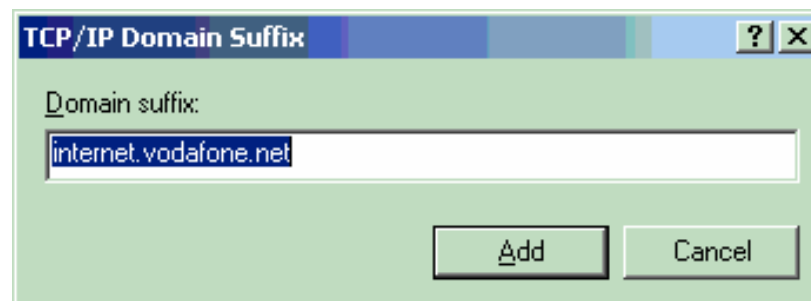 TCP/IP Domain Suffix
Domain suffix:
internet.vodafone.net
Add Cancel